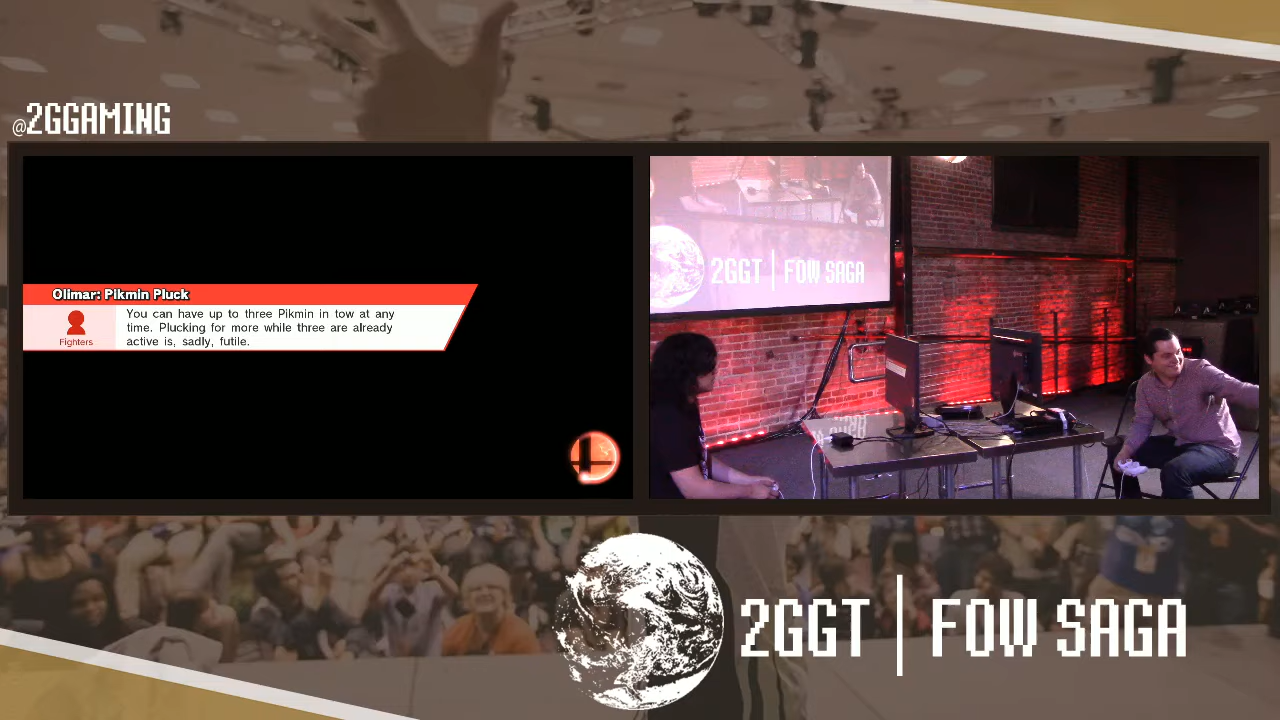 @2GGAMING
2GGT | FOW SAGA
Olimar: Pikmin Pluck
Fighters
You can have up to three Pikmin in tow at any
time. Plucking for more while three are already
active is, sadly, futile.
2GGT | FOW SAGA